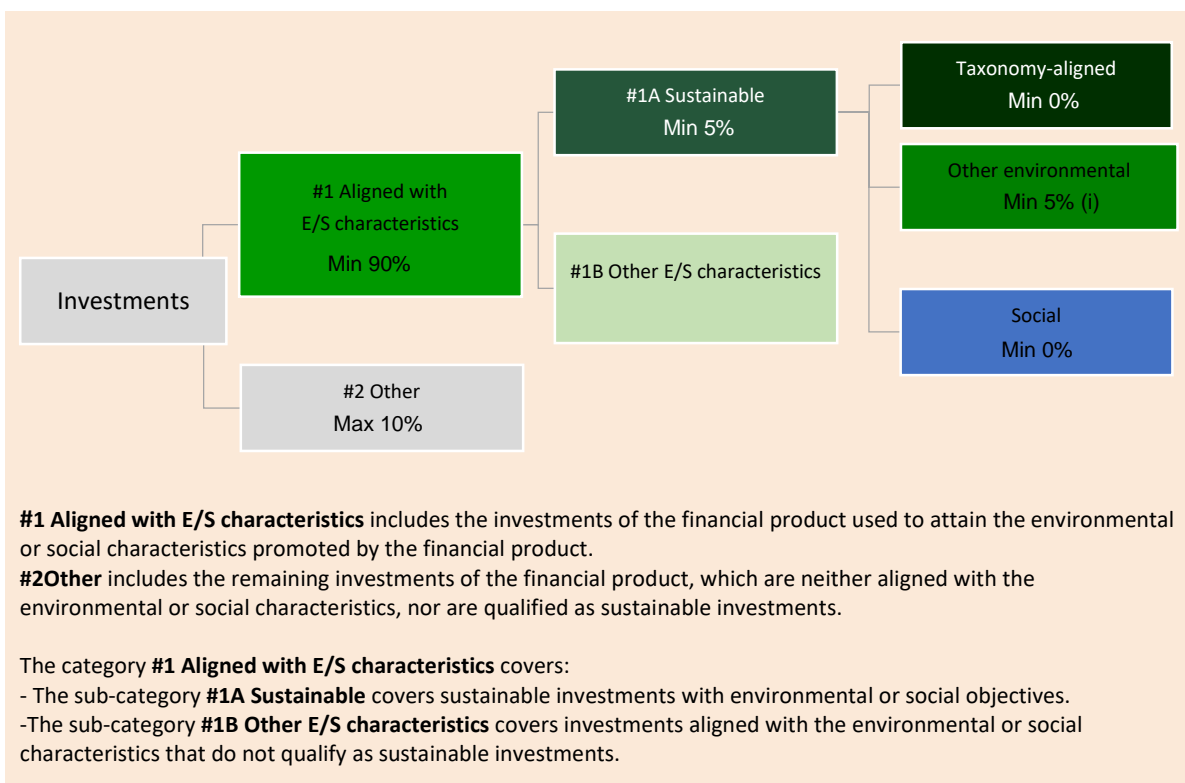 Investments
#1 Aligned with
E/S characteristics
Min 90%
#2 Other
Max 10%
#1A Sustainable
Min 5%
#1B Other E/S characteristics
Taxonomy-aligned
Min 0%
Other environmental
Min 5% (i)
Social
Min 0%
#1 Aligned with E/S characteristics includes the investments of the financial product used to attain the environmental
or social characteristics promoted by the financial product.
#2Other includes the remaining investments of the financial product, which are neither aligned with the
environmental or social characteristics, nor are qualified as sustainable investments.
The category #1 Aligned with E/S characteristics covers:
- The sub-category #1A Sustainable covers sustainable investments with environmental or social objectives.
-The sub-category #1B Other E/S characteristics covers investments aligned with the environmental or social
characteristics that do not qualify as sustainable investments.